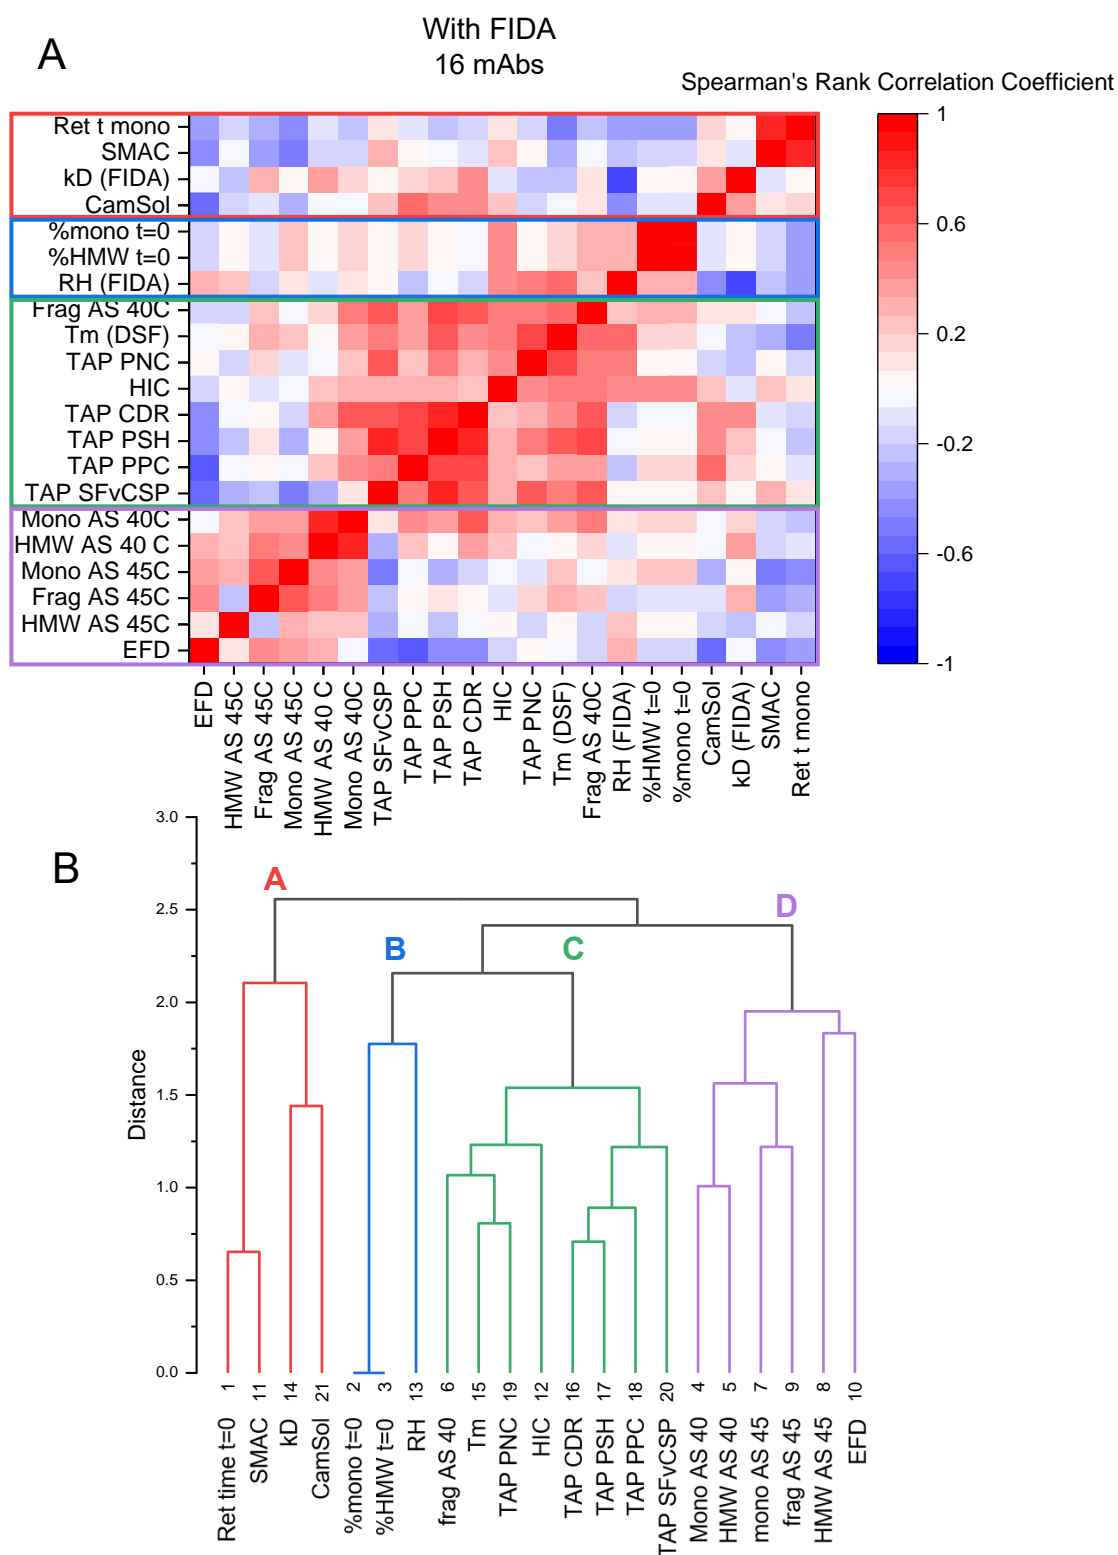 With FIDA
16 mAbs
A
Spearman's Rank Correlation Coefficient
Ret t mono
SMAC
kD (FIDA)
CamSol
%mono t=0
%HMW t=0
RH (FIDA)
Frag AS 40C
Tm (DSF)
TAP PNC
HIC
TAP CDR
TAP PSH
TAP PPC
TAP SFvCSP
Mono AS 40C
HMW AS 40 C
Mono AS 45C
Frag AS 45C
HMW AS 45C
EFD
1
0.6
0.2
-0.2
-0.6
-1
EFD
HMW AS 45C
Frag AS 45C
Mono AS 45C
HMW AS 40 C
Mono AS 40C
TAP SFvCSP
TAP PPC
TAP PSH
TAP CDR
HIC
TAP PNC
Tm (DSF)
Frag AS 40C
RH (FIDA)
%HMW t=0
%mono t=0
CamSol
kD (FIDA)
SMAC
Ret t mono
B
3.0
2.5
2.0
1.5
1.0
0.5
0.0
Distance
A
B
C
D
1
11
14
21
2
3
13
6
15
19
12
16
17
18
20
4
5
7
9
8
10
Ret time t=0
SMAC
kD
CamSol
%mono t=0
%HMW t=0
RH
frag AS 40
Tm
TAP PNC
HIC
TAP CDR
TAP PSH
TAP PPC
TAP SFvCSP
Mono AS 40
HMW AS 40
mono AS 45
frag AS 45
HMW AS 45
EFD